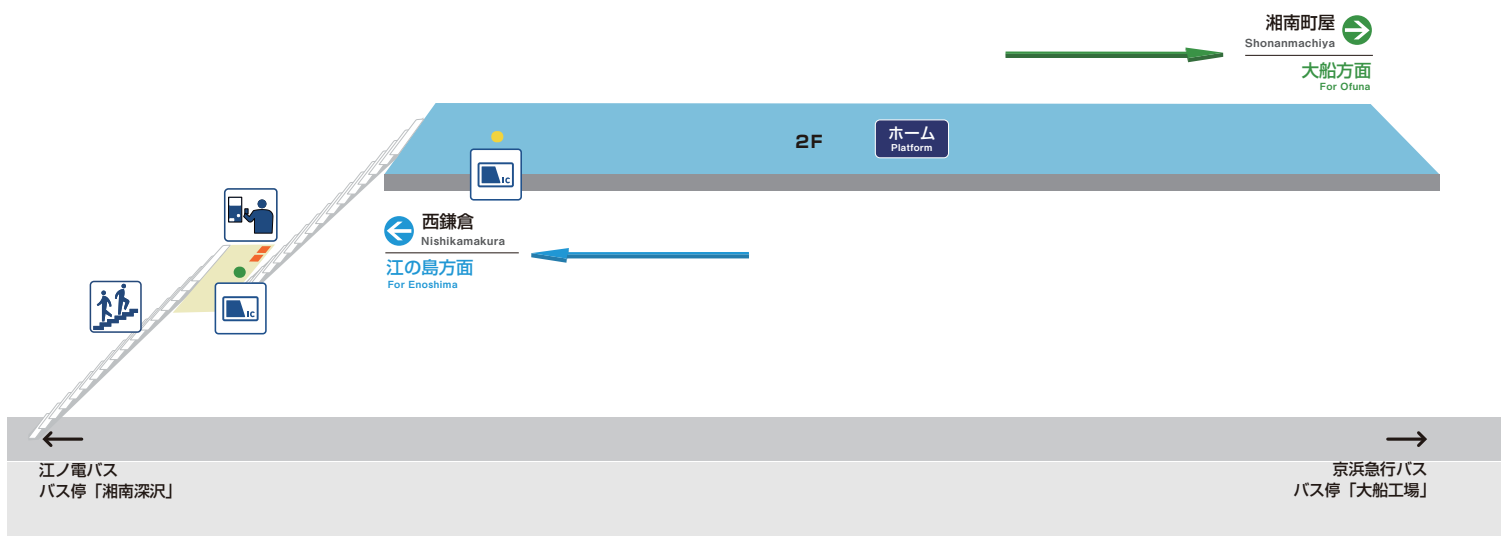 湘南町屋
Shonanmachiya
大船方面
For Ofuna
2F
ホーム
Platform
IC
西鎌倉
Nishikamakura
江の島方面
For Enoshima
IC
江ノ電バス
バス停「湘南深沢」
京浜急行バス
バス停「大船工場」